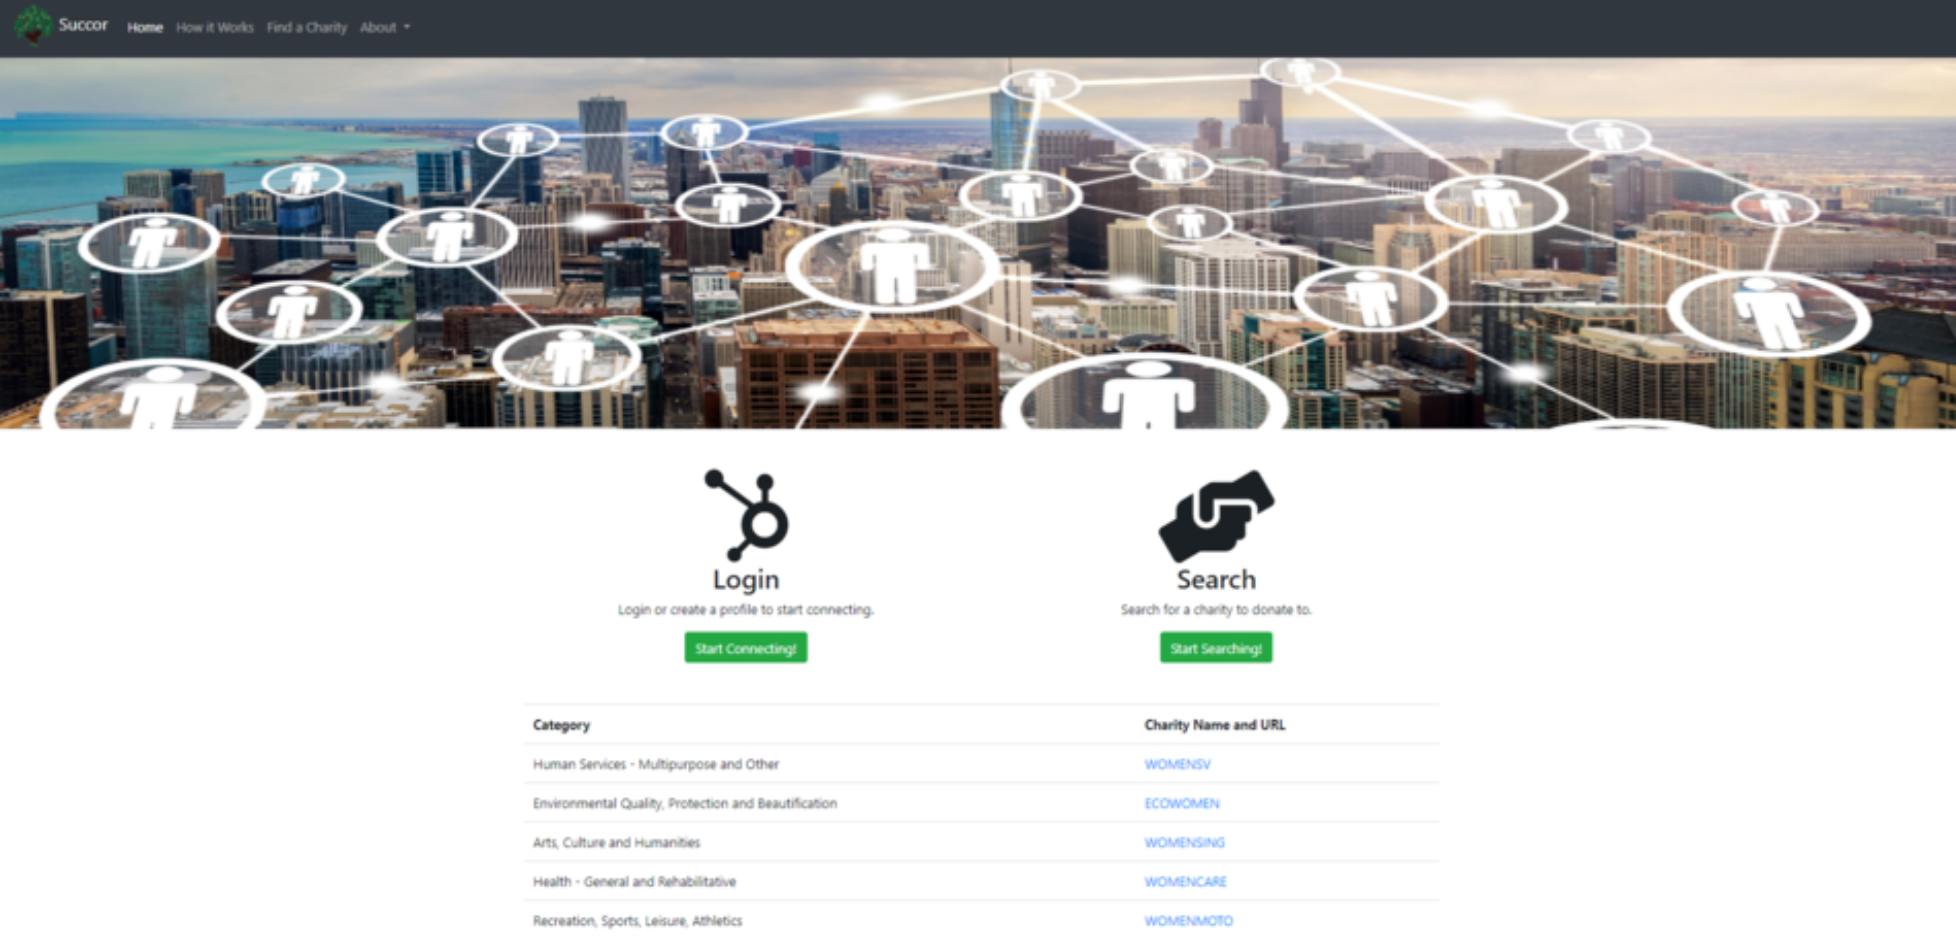 Succor Home How it Works Find a Charity About
Login
Login or create a profile to start connecting.
Start Connecting!
Search
Search for a charity to donate to.
Start Searching!
Category Charity Name and URL
Human Services - Multipurpose and Other WOMENSV
Environmental Quality, Protection and Beautification ECOWOMEN
Arts, Culture and Humanities WOMENSING
Health - General and Rehabilitative WOMENCARE
Recreation, Sports, Leisure, Athletics WOMENMOTO